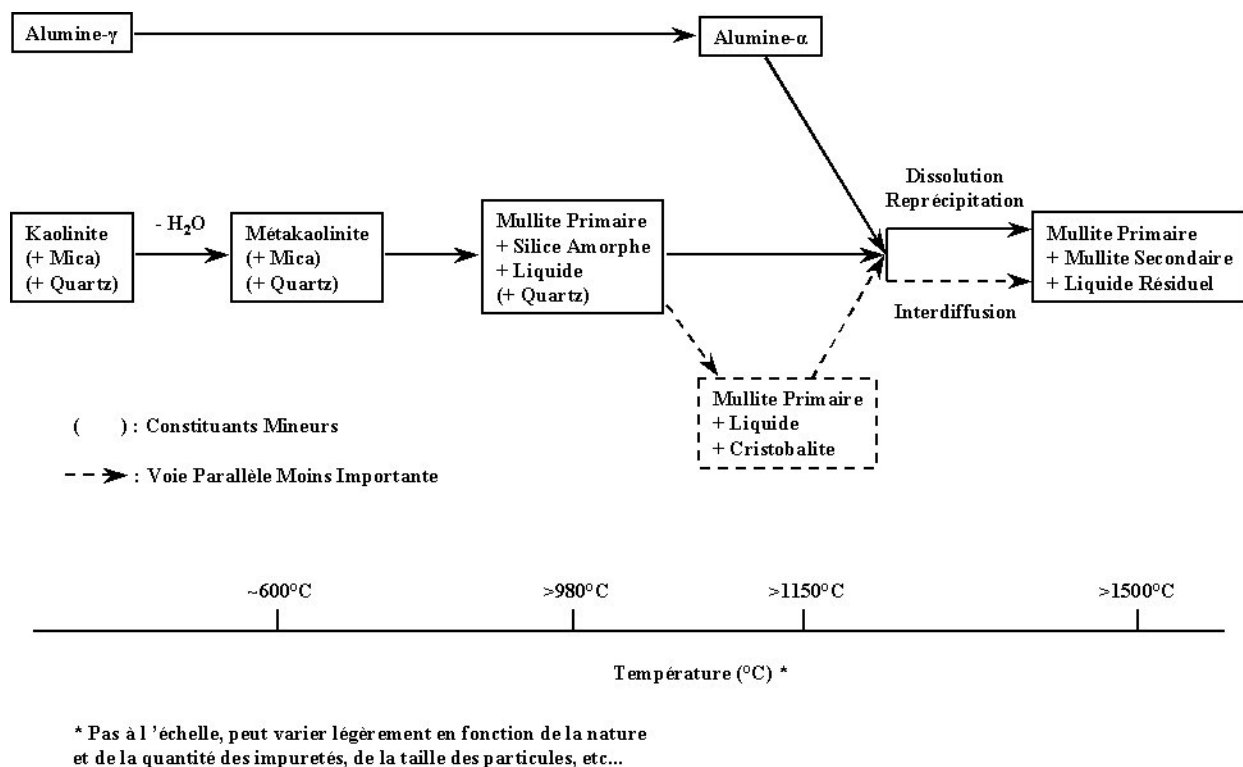 Alumine-γ
Alumine-α
Dissolution
Reprécipitation
- H₂O
Kaolinite
(+ Mica)
(+ Quartz)
Métakaolinite
(+ Mica)
(+ Quartz)
Mullite Primaire
+ Silice Amorphe
+ Liquide
(+ Quartz)
Mullite Primaire
+ Mullite Secondaire
+ Liquide Résiduel
Interdiffusion
Mullite Primaire
+ Liquide
+ Cristobalite
( ) : Constituants Mineurs
: Voie Parallèle Moins Importante
~600°C
>980°C
>1150°C
>1500°C
Température (°C) *
* Pas à l ’échelle, peut varier légèrement en fonction de la nature
et de la quantité des impuretés, de la taille des particules, etc...